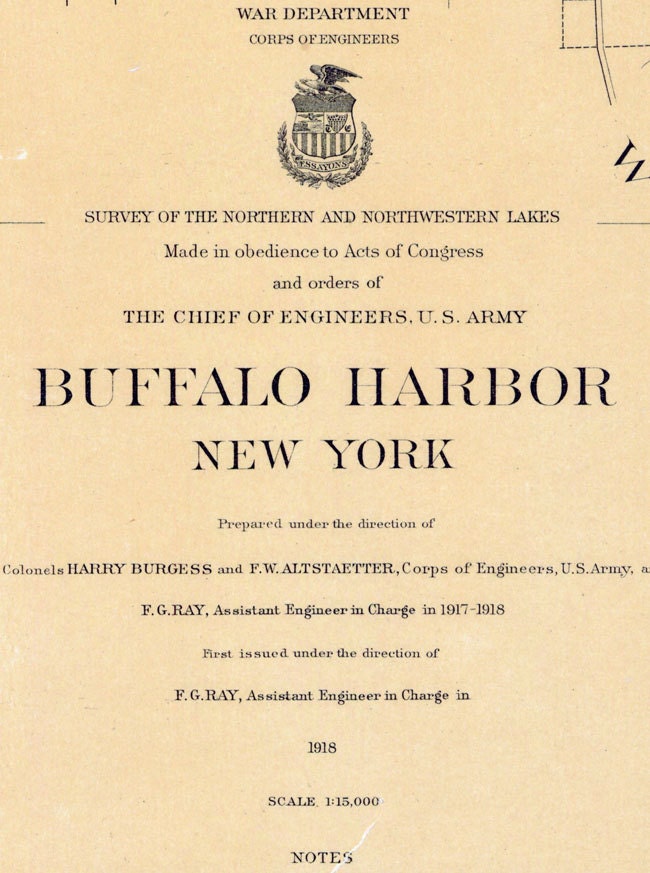 WAR DEPARTMENT
CORPS OF ENGINEERS
ESSAYONS
SURVEY OF THE NORTHERN AND NORTHWESTERN LAKES
Made in obedience to Acts of Congress
and orders of
THE CHIEF OF ENGINEERS, U. S. ARMY
BUFFALO HARBOR
NEW YORK
Prepared under the direction of
Colonels HARRY BURGESS and F. W. ALTSTAETTER, Corps of Engineers, U.S. Army, a
F. G. RAY, Assistant Engineer in Charge in 1917-1918
First issued under the direction of
F. G. RAY, Assistant Engineer in Charge in
1918
SCALE 1:15,000
NOTES